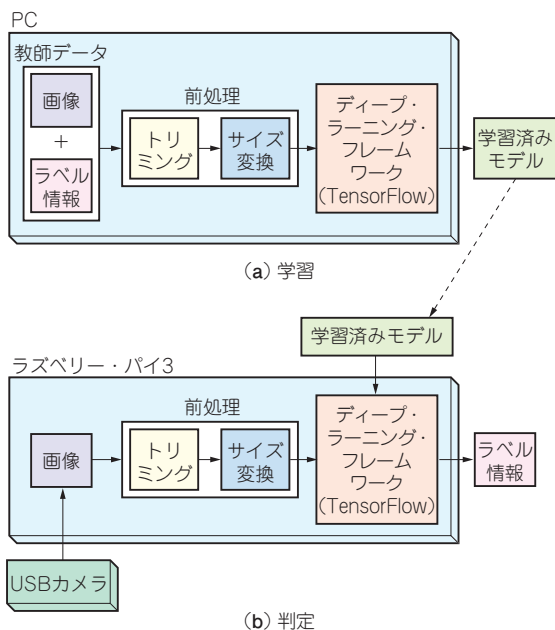 PC
教師データ
画像
+
ラベル
情報
前処理
トリ
ミング
サイズ
変換
ディープ・
ラーニング・
フレーム
ワーク
(TensorFlow)
学習済み
モデル
(a) 学習
学習済みモデル
ラズベリー・パイ3
画像
前処理
トリ
ミング
サイズ
変換
ディープ・
ラーニング・
フレーム
ワーク
(TensorFlow)
ラベル
情報
USBカメラ
(b) 判定